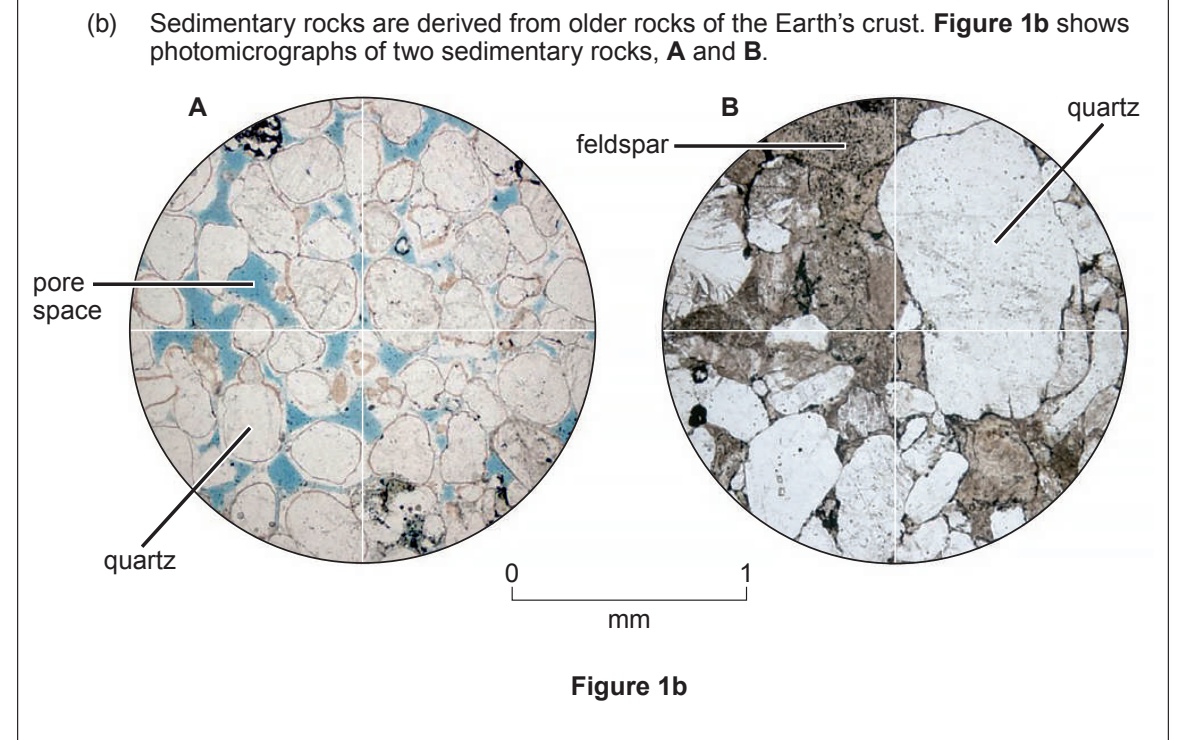 (b) Sedimentary rocks are derived from older rocks of the Earth’s crust. Figure 1b shows
photomicrographs of two sedimentary rocks, A and B.
A
B
quartz
feldspar
pore
space
quartz
0 1
mm
Figure 1b